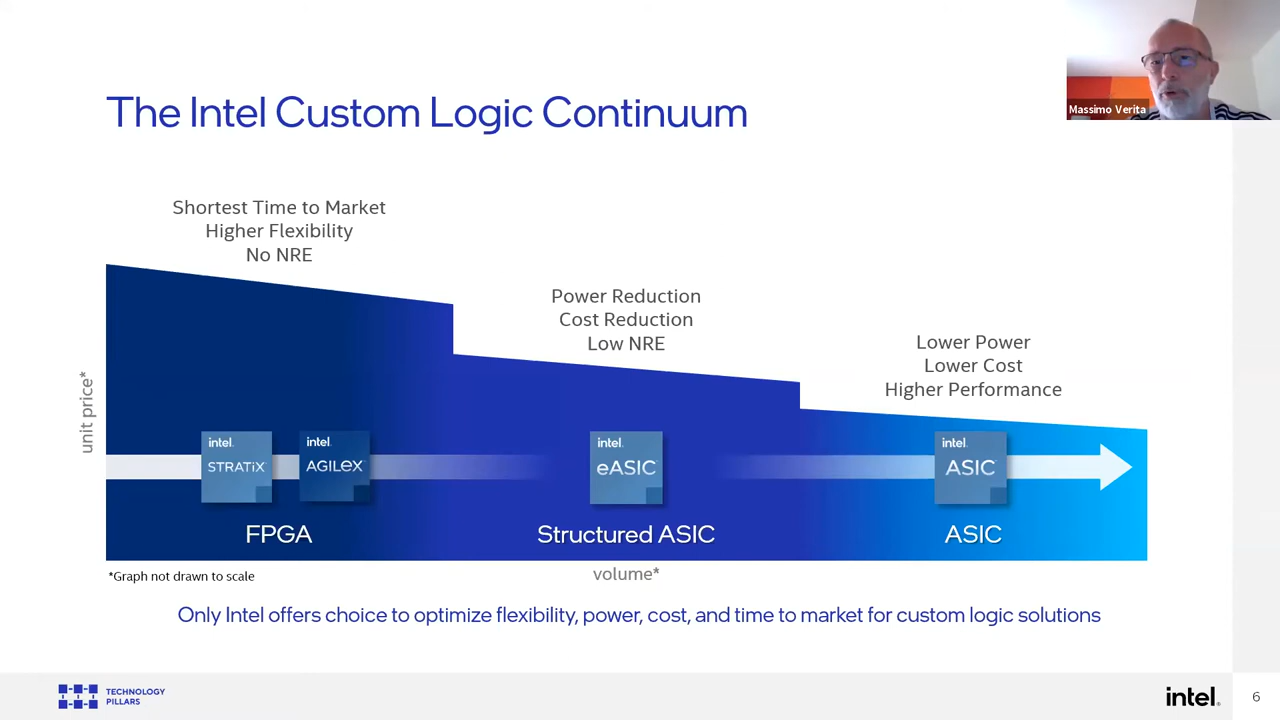 The Intel Custom Logic Continuum
Massimo Verita
Shortest Time to Market
Higher Flexibility
No NRE
Power Reduction
Cost Reduction
Low NRE
Lower Power
Lower Cost
Higher Performance
unit price*
intel.
STRATIX
intel.
AGILEX
intel.
eASIC
intel.
ASIC
FPGA
Structured ASIC
ASIC
*Graph not drawn to scale
volume*
Only Intel offers choice to optimize flexibility, power, cost, and time to market for custom logic solutions
TECHNOLOGY
PILLARS
intel.
6